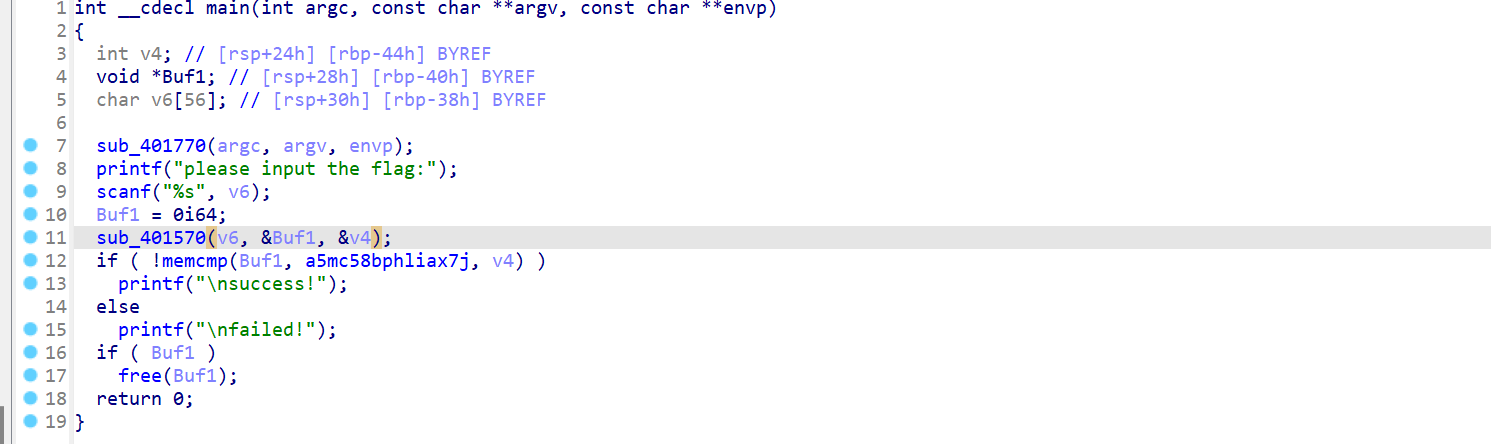 1 int __cdecl main(int argc, const char **argv, const char **envp)
2 {
3 int v4; // [rsp+24h] [rbp-44h] BYREF
4 void *Buf1; // [rsp+28h] [rbp-40h] BYREF
5 char v6[56]; // [rsp+30h] [rbp-38h] BYREF
6
7 sub_401770(argc, argv, envp);
8 printf("please input the flag:");
9 scanf("%s", v6);
10 Buf1 = 0i64;
11 sub_401570(v6, &Buf1, &v4);
12 if ( !memcmp(Buf1, a5mc58bphliax7j, v4) )
13 printf("\nsuccess!");
14 else
15 printf("\nfailed!");
16 if ( Buf1 )
17 free(Buf1);
18 return 0;
19 }